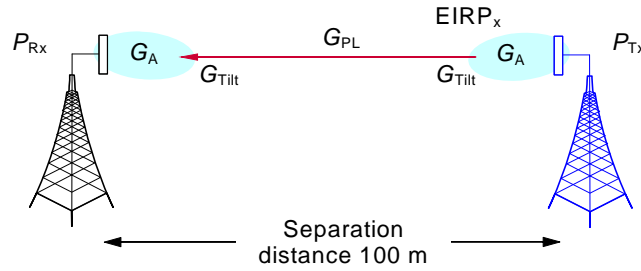 EIRPx
PRx
GA
GPL
GA
PTx
GTilt
GTilt
Separation
distance 100 m